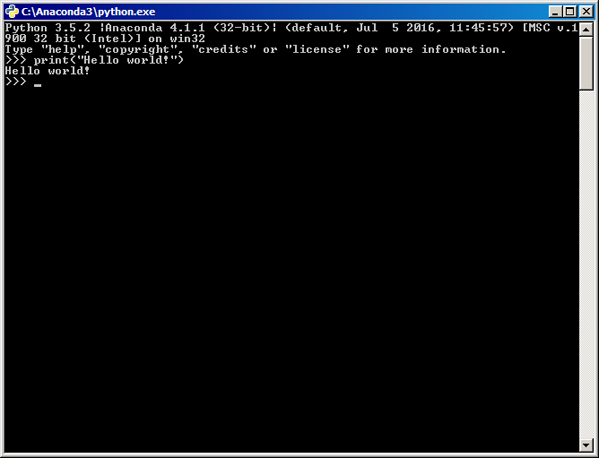 C:\Anaconda3\python.exe
Python 3.5.2 |Anaconda 4.1.1 (32-bit)| (default, Jul  5 2016, 11:45:57) [MSC v.1
900 32 bit (Intel)] on win32
Type "help", "copyright", "credits" or "license" for more information.
>>> print("Hello world!")
Hello world!
>>> _